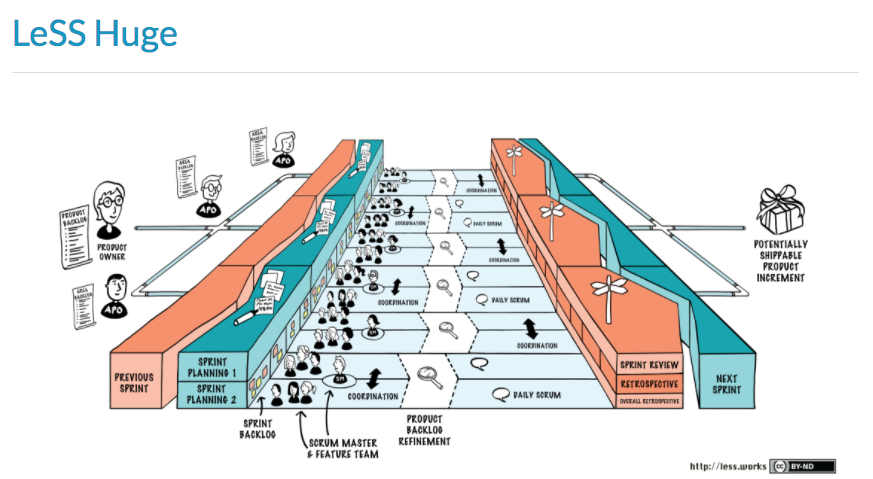 LeSS Huge
AREA
BACKLOG
APO
AREA
BACKLOG
APO
PRODUCT
BACKLOG
PRODUCT
OWNER
AREA
BACKLOG
APO
COORDINATION
COORDINATION
DAILY SCRUM
COORDINATION
COORDINATION
DAILY SCRUM
COORDINATION
PREVIOUS
SPRINT
SPRINT
PLANNING 1
SPRINT
PLANNING 2
SM
COORDINATION
DAILY SCRUM
SPRINT REVIEW
RETROSPECTIVE
OVERALL RETROSPECTIVE
NEXT
SPRINT
POTENTIALLY
SHIPPABLE
PRODUCT
INCREMENT
SPRINT
BACKLOG
SCRUM MASTER
& FEATURE TEAM
PRODUCT
BACKLOG
REFINEMENT
http://less.works
cc BY-ND